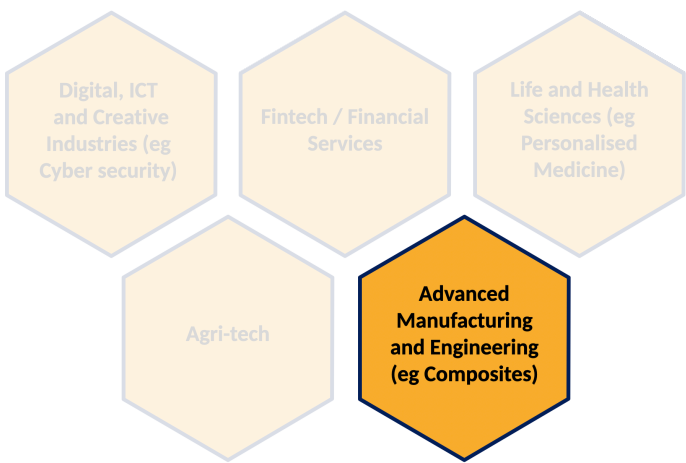 Digital, ICT
and Creative
Industries (eg
Cyber security)
Fintech / Financial
Services
Life and Health
Sciences (eg
Personalised
Medicine)
Agri-tech
Advanced
Manufacturing
and Engineering
(eg Composites)